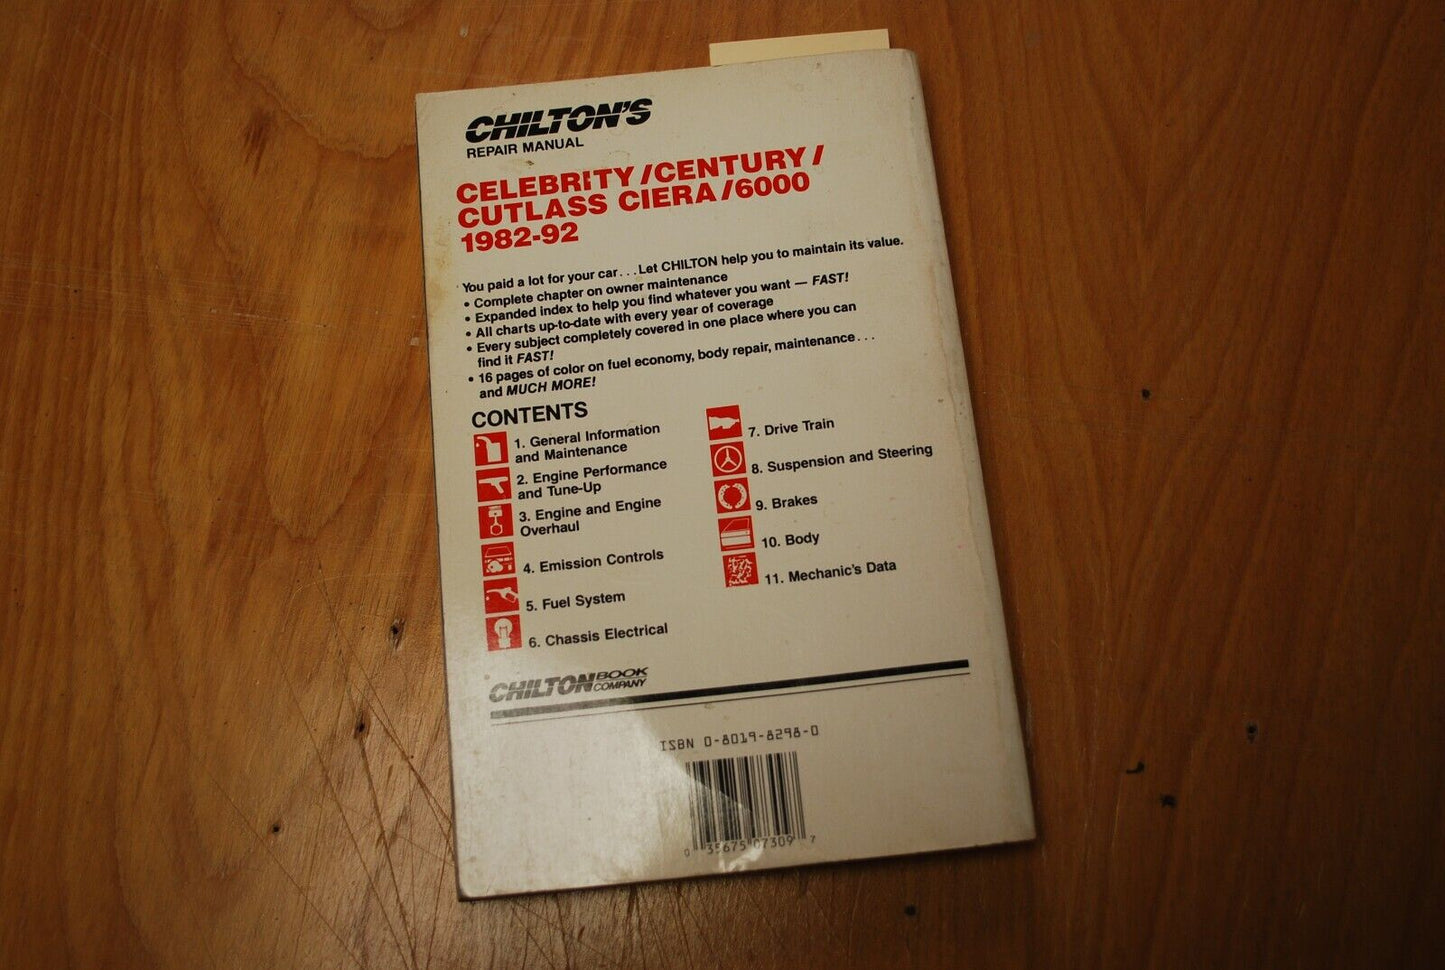 CHILTON'S
REPAIR MANUAL
CELEBRITY/CENTURY/
CUTLASS CIERA/6000
1982-92
You paid a lot for your car...Let CHILTON help you to maintain its value.
• Complete chapter on owner maintenance
• Expanded index to help you find whatever you want — FAST!
• All charts up-to-date with every year of coverage
• Every subject completely covered in one place where you can
find it FAST!
• 16 pages of color on fuel economy, body repair, maintenance...
and MUCH MORE!
CONTENTS
1. General Information
and Maintenance
2. Engine Performance
and Tune-Up
3. Engine and Engine
Overhaul
4. Emission Controls
5. Fuel System
6. Chassis Electrical
7. Drive Train
8. Suspension and Steering
9. Brakes
10. Body
11. Mechanic's Data
CHILTON BOOK
COMPANY
ISBN 0-8019-8298-0
0 35675 07309 7